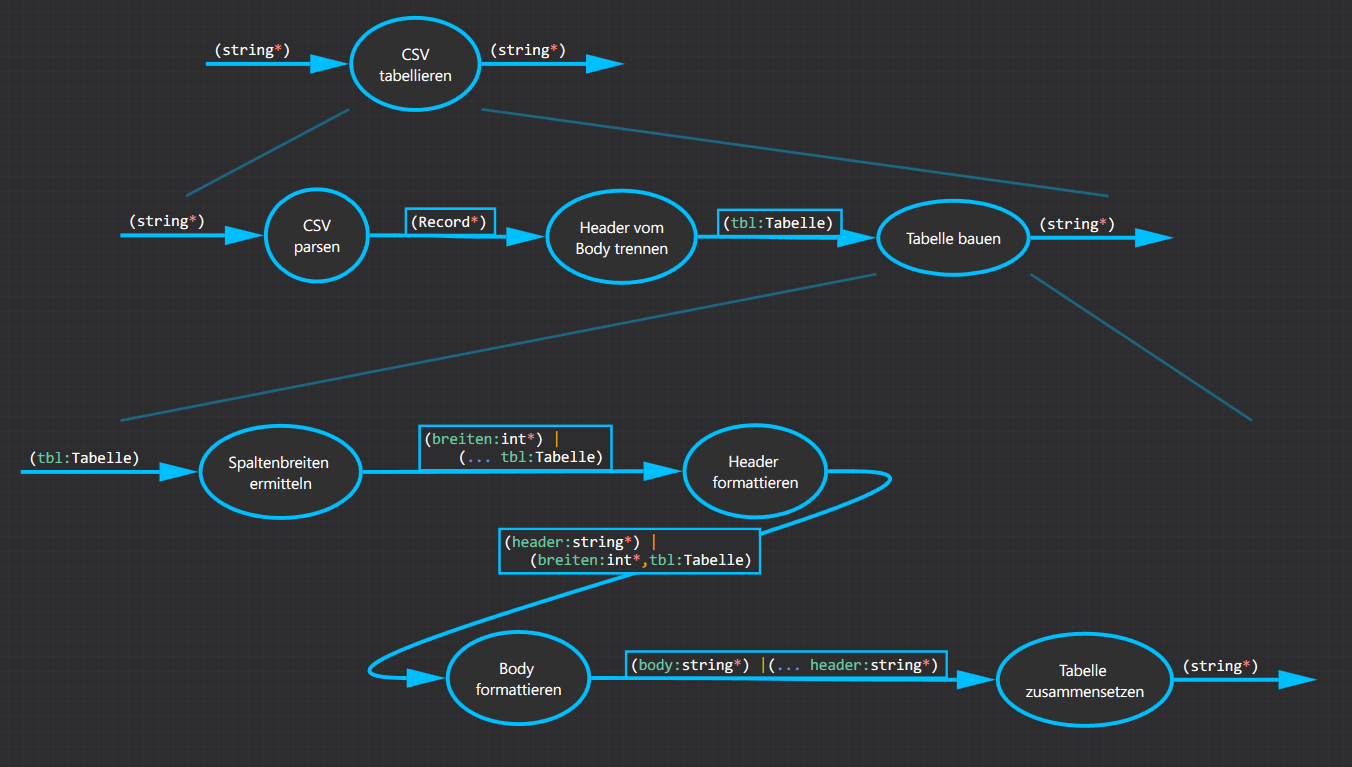 (string*)
CSV
tabellieren
(string*)
(string*)
CSV
parsen
(Record*)
Header vom
Body trennen
(tbl:Tabelle)
Tabelle bauen
(string*)
(tbl:Tabelle)
Spaltenbreiten
ermitteln
(breiten:int*) |
(... tbl:Tabelle)
Header
formattieren
(header:string*) |
(breiten:int*,tbl:Tabelle)
Body
formattieren
(body:string*) |(... header:string*)
Tabelle
zusammensetzen
(string*)